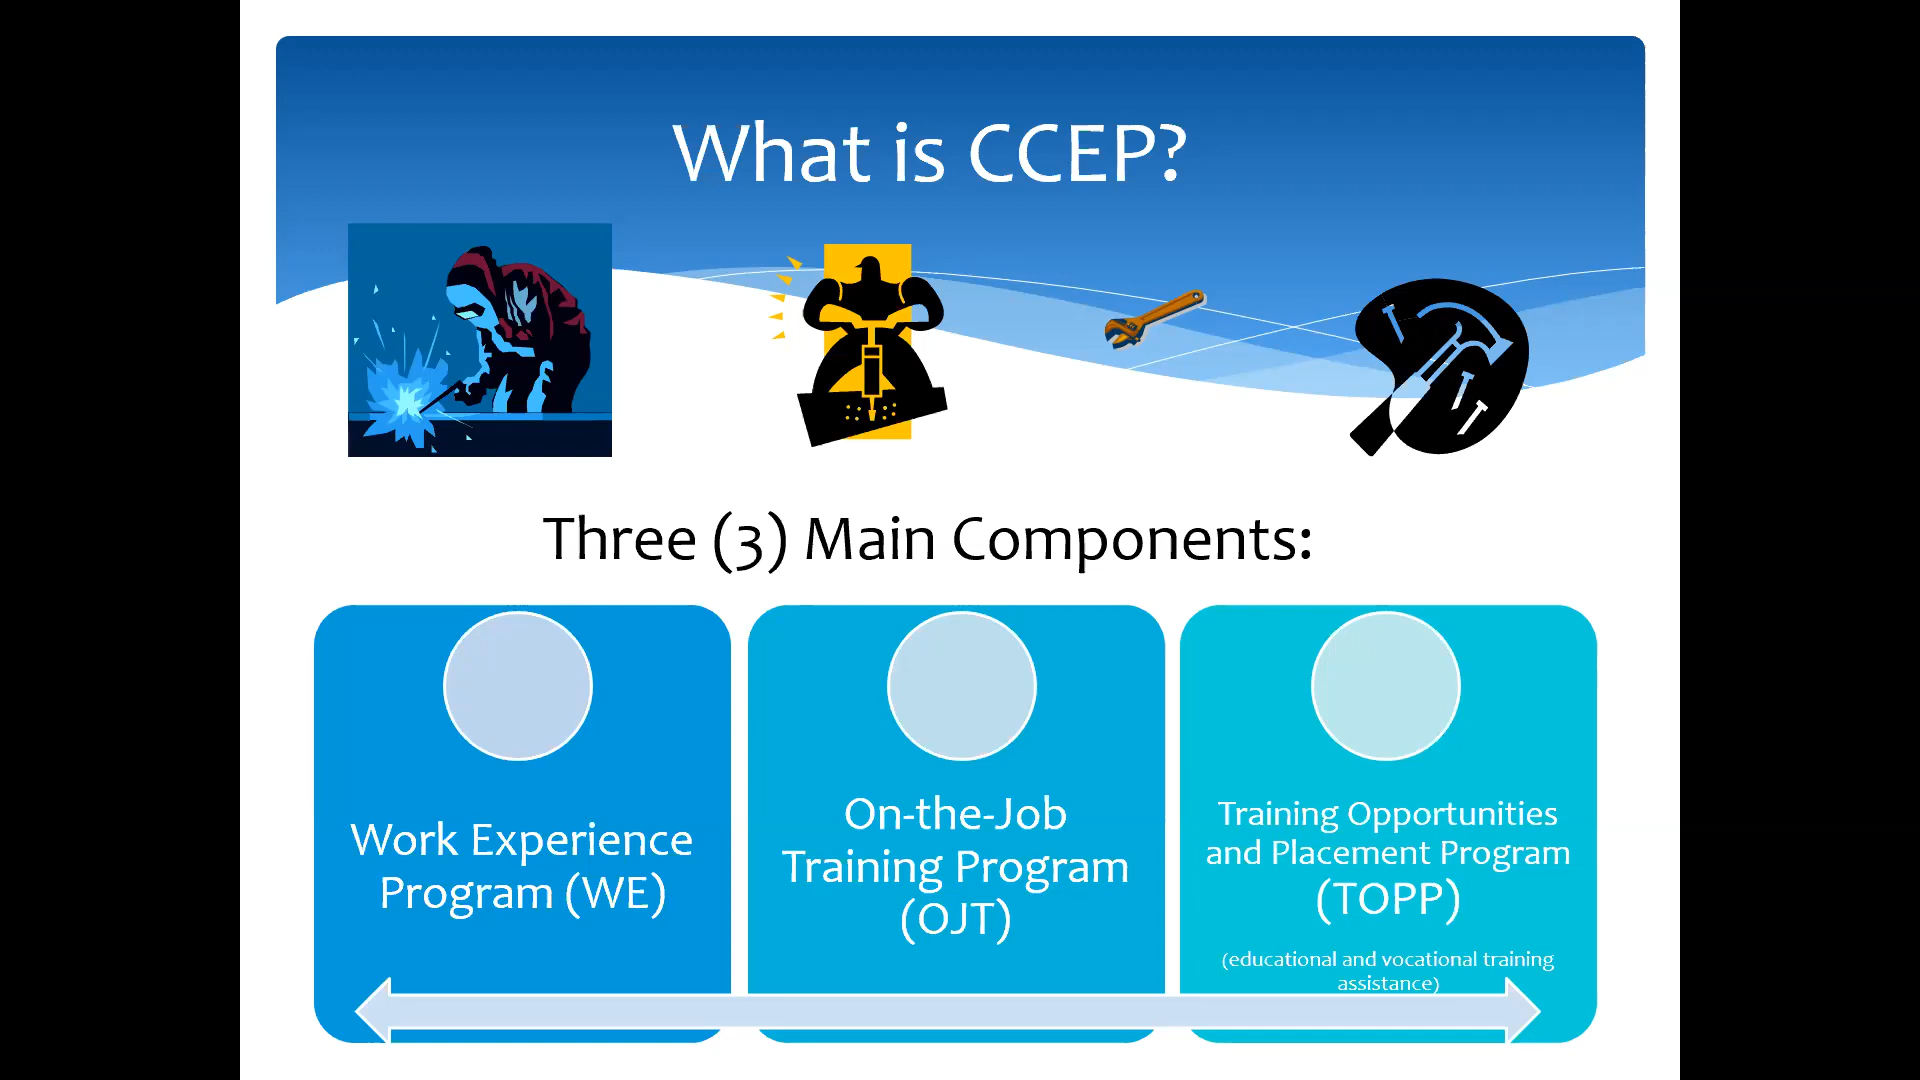 What is CCEP?
Three (3) Main Components:
Work Experience
Program (WE)
On-the-Job
Training Program
(OJT)
Training Opportunities
and Placement Program
(TOPP)
(educational and vocational training
assistance)